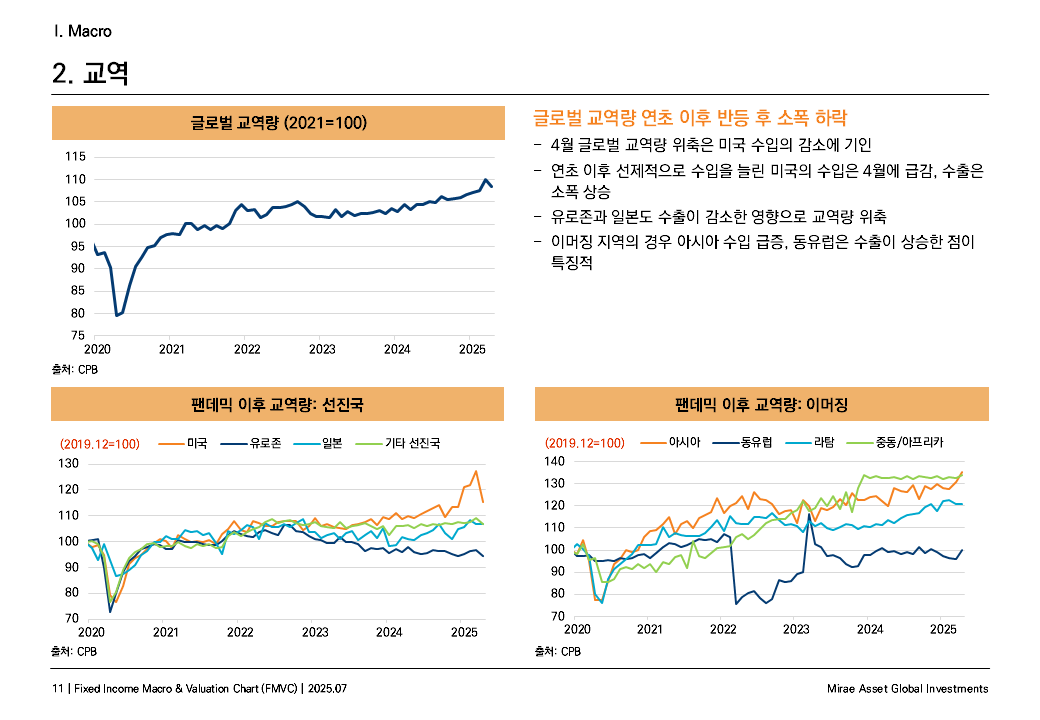 I. Macro
2. 교역
글로벌 교역량 (2021=100)
115
110
105
100
95
90
85
80
75
2020 2021 2022 2023 2024 2025
출처: CPB
글로벌 교역량 연초 이후 반등 후 소폭 하락
– 4월 글로벌 교역량 위축은 미국 수입의 감소에 기인
– 연초 이후 선제적으로 수입을 늘린 미국의 수입은 4월에 급감, 수출은
소폭 상승
– 유로존과 일본도 수출이 감소한 영향으로 교역량 위축
– 이머징 지역의 경우 아시아 수입 급증, 동유럽은 수출이 상승한 점이
특징적
팬데믹 이후 교역량: 선진국
(2019.12=100) 미국 유로존 일본 기타 선진국
130
120
110
100
90
80
70
2020 2021 2022 2023 2024 2025
출처: CPB
팬데믹 이후 교역량: 이머징
(2019.12=100) 아시아 동유럽 라탐 중동/아프리카
140
130
120
110
100
90
80
70
2020 2021 2022 2023 2024 2025
출처: CPB
11 | Fixed Income Macro & Valuation Chart (FMVC) | 2025.07
Mirae Asset Global Investments